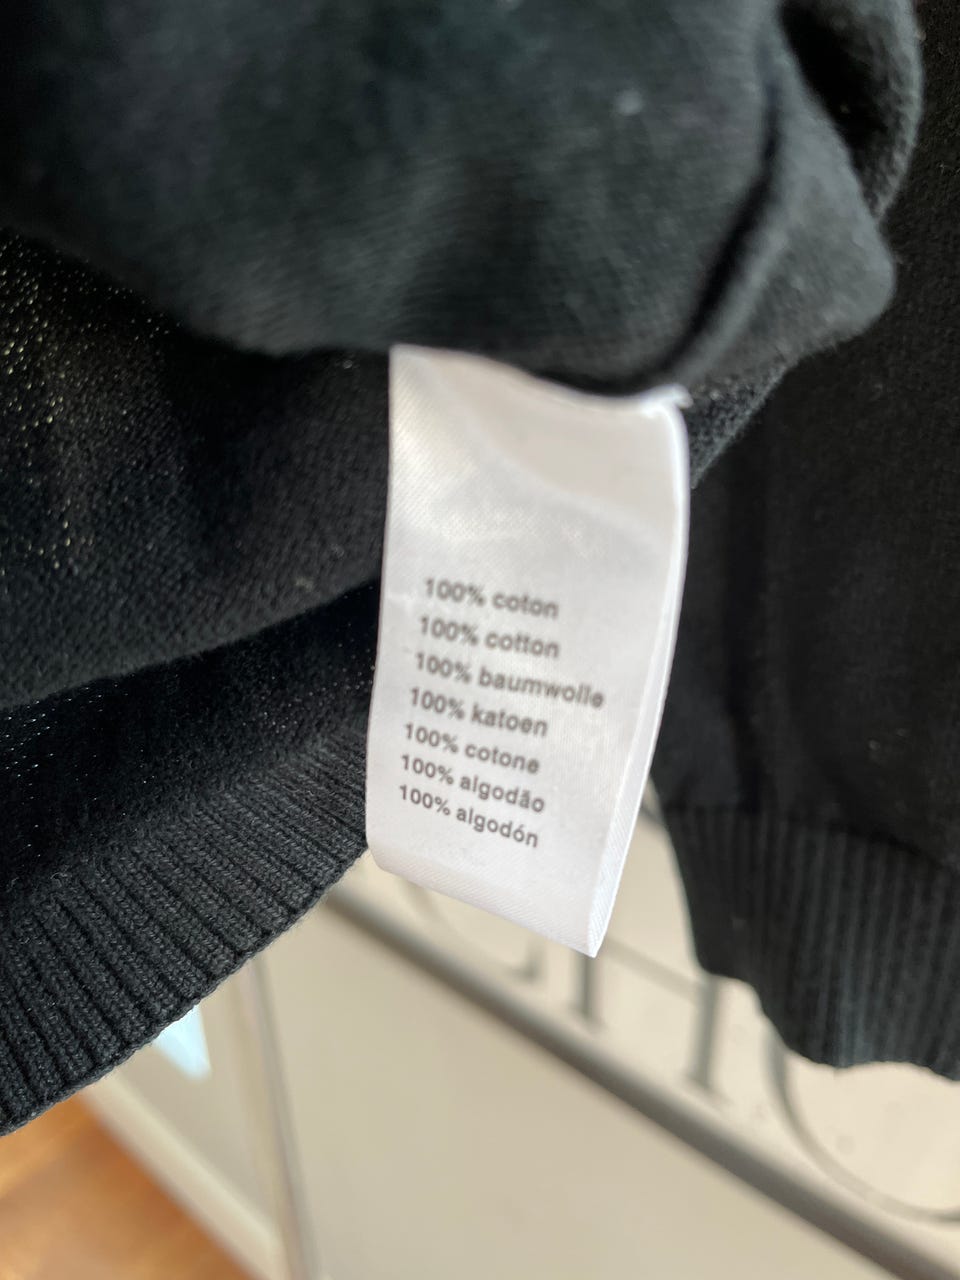 100% coton
100% cotton
100% baumwolle
100% katoen
100% cotone
100% algodão
100% algodón